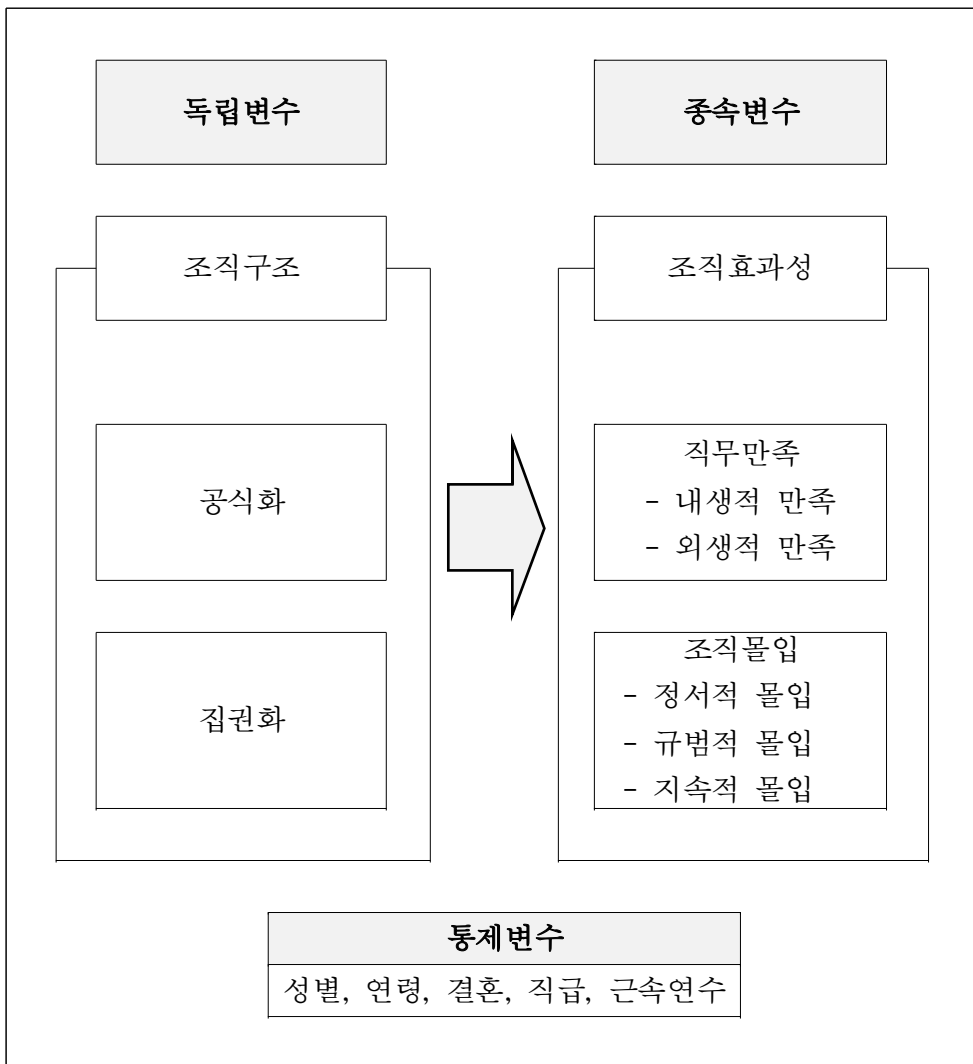 독립변수
종속변수
조직구조
조직효과성
공식화
직무만족
- 내생적 만족
- 외생적 만족
집권화
조직몰입
- 정서적 몰입
- 규범적 몰입
- 지속적 몰입
통제변수
성별, 연령, 결혼, 직급, 근속연수